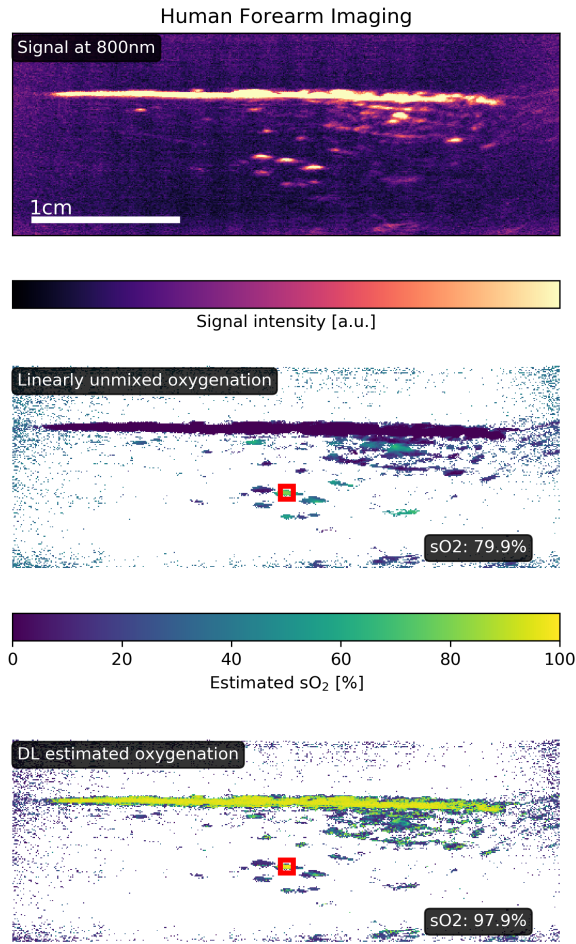 Human Forearm Imaging
Signal at 800nm
1cm
Signal intensity [a.u.]
Linearly unmixed oxygenation
sO2: 79.9%
0 20 40 60 80 100
Estimated sO₂ [%]
DL estimated oxygenation
sO2: 97.9%